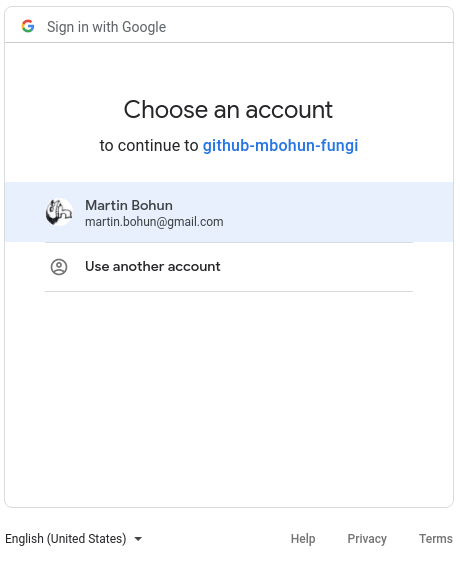 Sign in with Google
Choose an account
to continue to github-mbohun-fungi
Martin Bohun
martin.bohun@gmail.com
Use another account
English (United States)
Help
Privacy
Terms